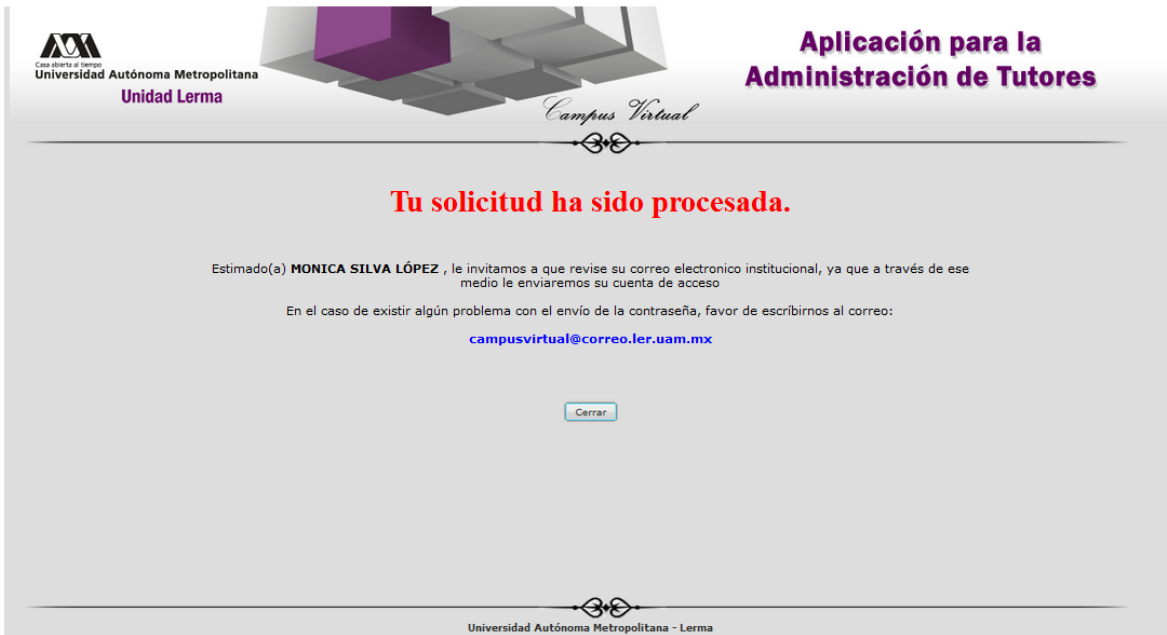 Casa abierta al tiempo
Universidad Autónoma Metropolitana
Unidad Lerma
Campus Virtual
Aplicación para la
Administración de Tutores
Tu solicitud ha sido procesada.
Estimado(a) MONICA SILVA LÓPEZ , le invitamos a que revise su correo electronico institucional, ya que a través de ese
medio le enviaremos su cuenta de acceso
En el caso de existir algún problema con el envío de la contraseña, favor de escríbirnos al correo:
campusvirtual@correo.ler.uam.mx
Cerrar
Universidad Autónoma Metropolitana - Lerma